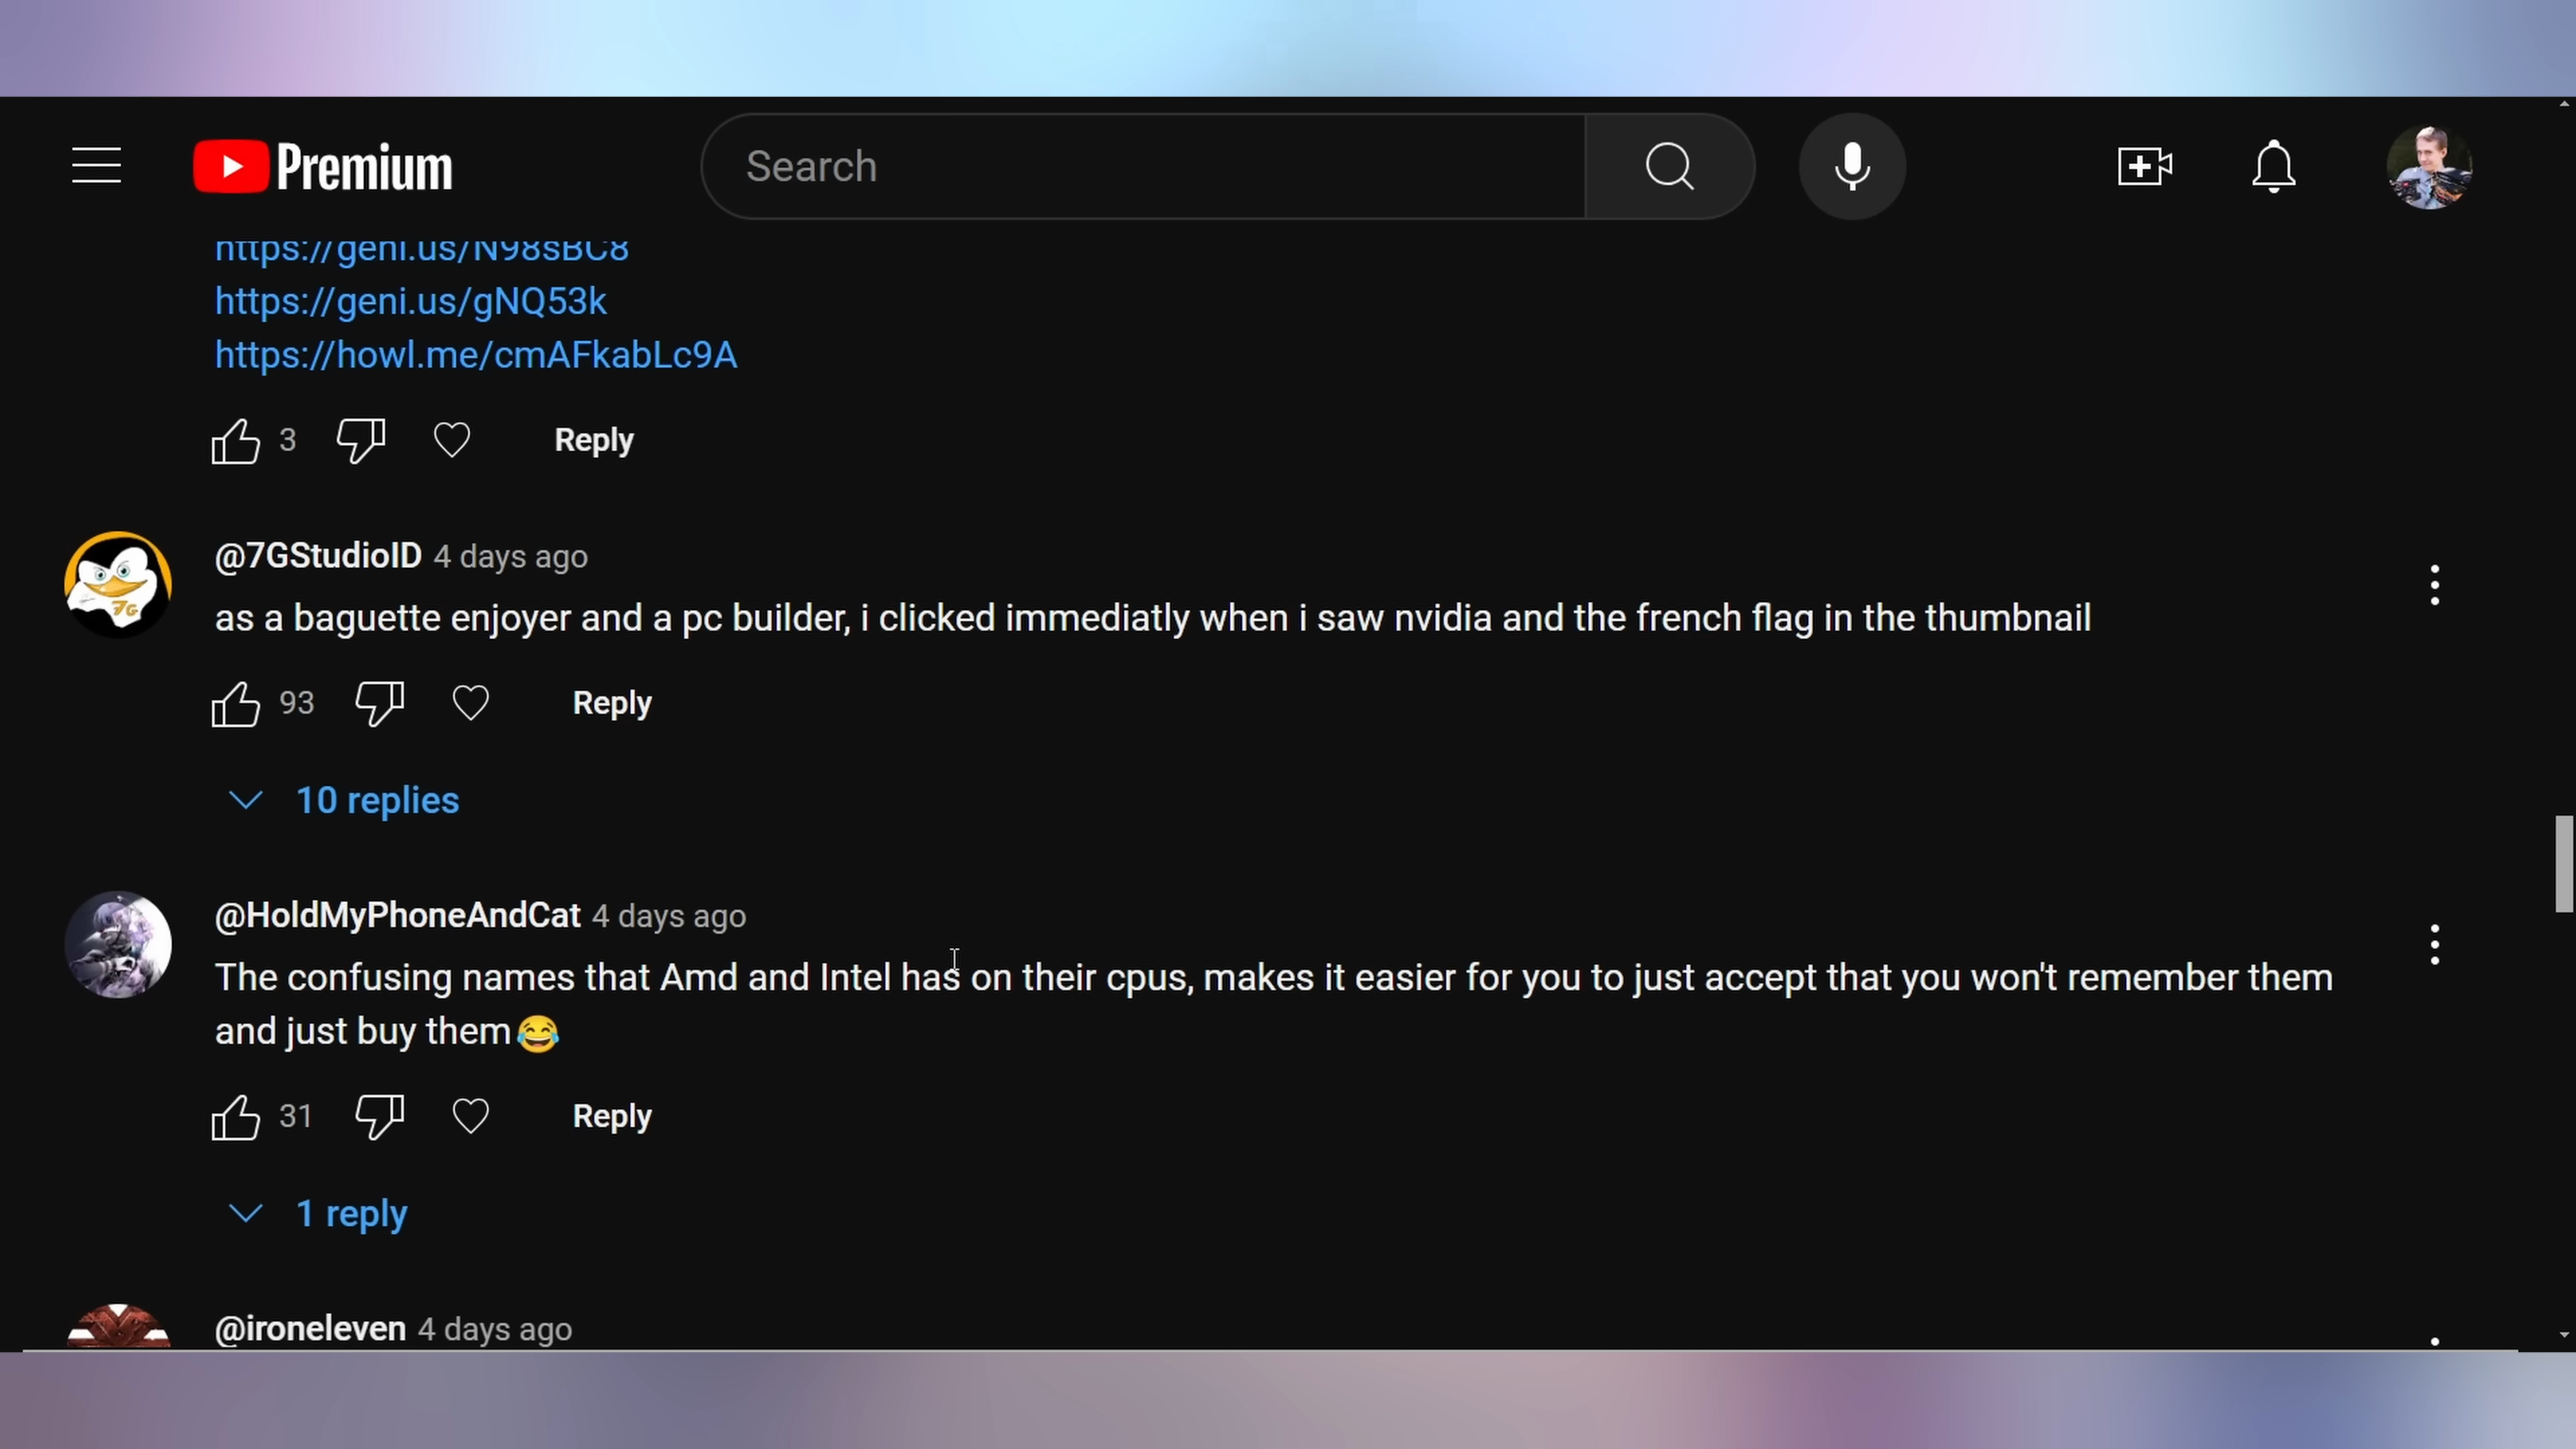 Premium
Search
https://geni.us/N98sBC8
https://geni.us/gNQ53k
https://howl.me/cmAFkabLc9A
3
Reply
@7GStudioID 4 days ago
as a baguette enjoyer and a pc builder, i clicked immediatly when i saw nvidia and the french flag in the thumbnail
93
Reply
10 replies
@HoldMyPhoneAndCat 4 days ago
The confusing names that Amd and Intel has on their cpus, makes it easier for you to just accept that you won't remember them
and just buy them😂
31
Reply
1 reply
@ironeleven 4 days ago
7G